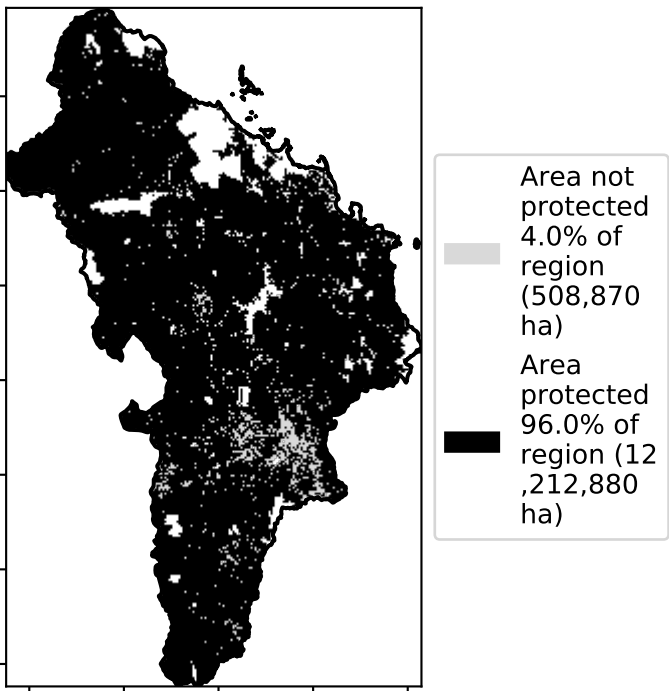 Area not
protected
4.0% of
region
(508,870
ha)
Area
protected
96.0% of
region (12
,212,880
ha)